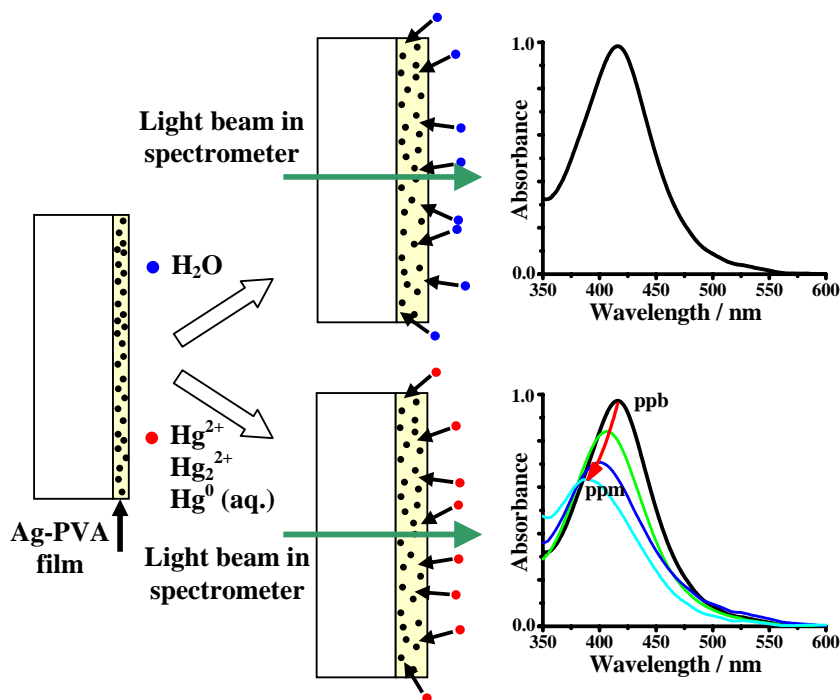 Light beam in
spectrometer
H₂O
Hg²⁺
Hg₂²⁺
Hg⁰ (aq.)
Ag-PVA
film
Light beam in
spectrometer
1.0
Absorbance
0.0
350 400 450 500 550 600
Wavelength / nm
1.0
ppb
ppm
Absorbance
0.0
350 400 450 500 550 600
Wavelength / nm